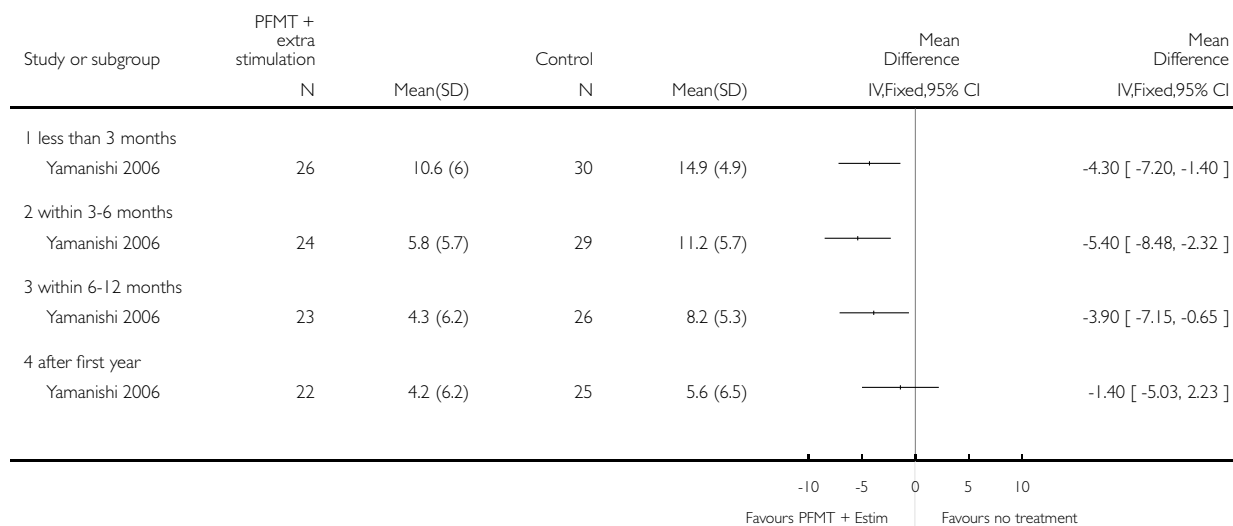 PFMT +
extra
Study or subgroup stimulation Control Mean Difference Mean Difference
N Mean(SD) N Mean(SD) IV,Fixed,95% CI IV,Fixed,95% CI
1 less than 3 months
Yamanishi 2006 26 10.6 (6) 30 14.9 (4.9) -4.30 [ -7.20, -1.40 ]
2 within 3-6 months
Yamanishi 2006 24 5.8 (5.7) 29 11.2 (5.7) -5.40 [ -8.48, -2.32 ]
3 within 6-12 months
Yamanishi 2006 23 4.3 (6.2) 26 8.2 (5.3) -3.90 [ -7.15, -0.65 ]
4 after first year
Yamanishi 2006 22 4.2 (6.2) 25 5.6 (6.5) -1.40 [ -5.03, 2.23 ]
-10 -5 0 5 10
Favours PFMT + Estim Favours no treatment